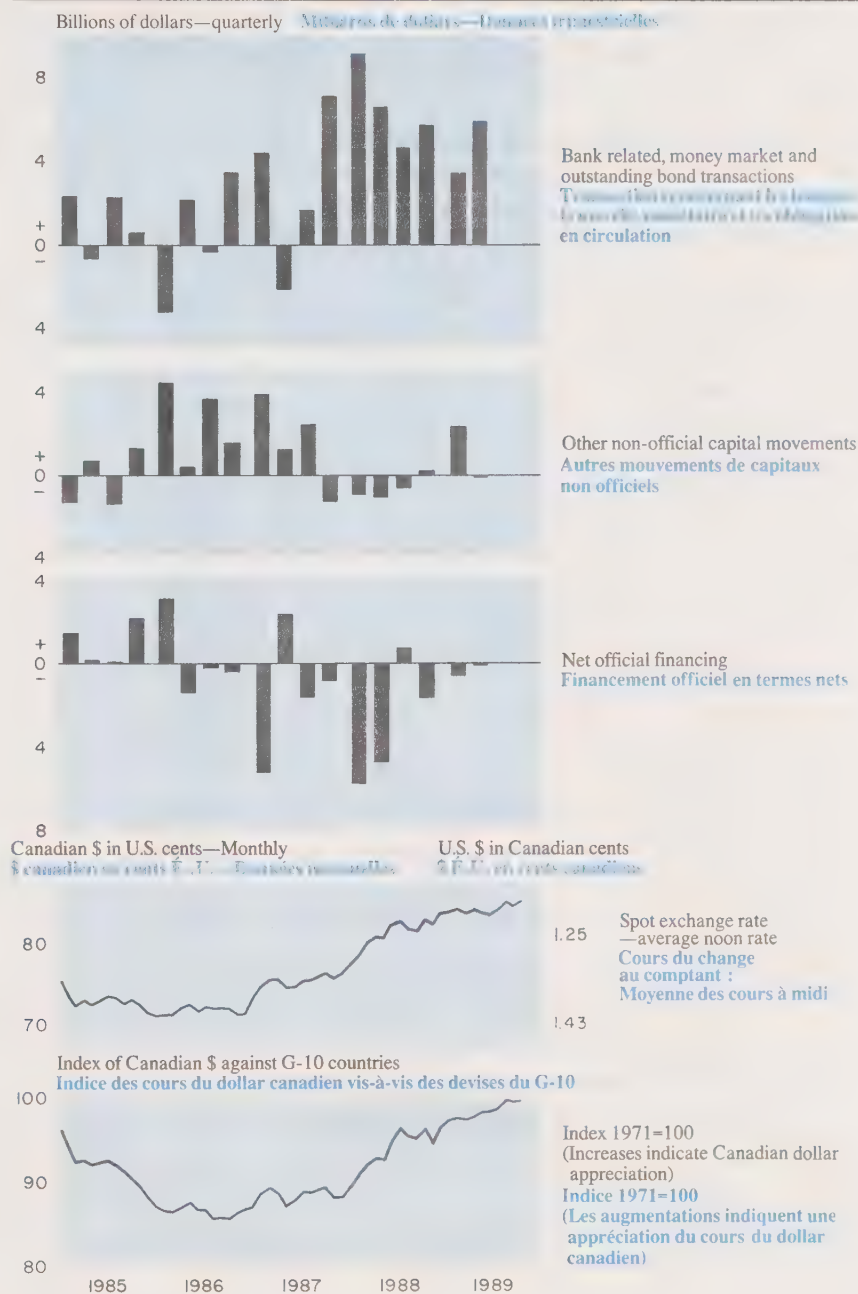 Billions of dollars—quarterly
8
4
+
0
−
4
Bank related, money market and
outstanding bond transactions
en circulation
4
+
0
−
4
Other non-official capital movements
Autres mouvements de capitaux
non officiels
4
+
0
−
4
8
Net official financing
Financement officiel en termes nets
Canadian $ in U.S. cents—Monthly
U.S. $ in Canadian cents
80
70
1.25
1.43
Spot exchange rate
—average noon rate
Cours du change
au comptant :
Moyenne des cours à midi
Index of Canadian $ against G-10 countries
Indice des cours du dollar canadien vis-à-vis des devises du G-10
100
90
80
Index 1971=100
(Increases indicate Canadian dollar
appreciation)
Indice 1971=100
(Les augmentations indiquent une
appréciation du cours du dollar
canadien)
1985 1986 1987 1988 1989